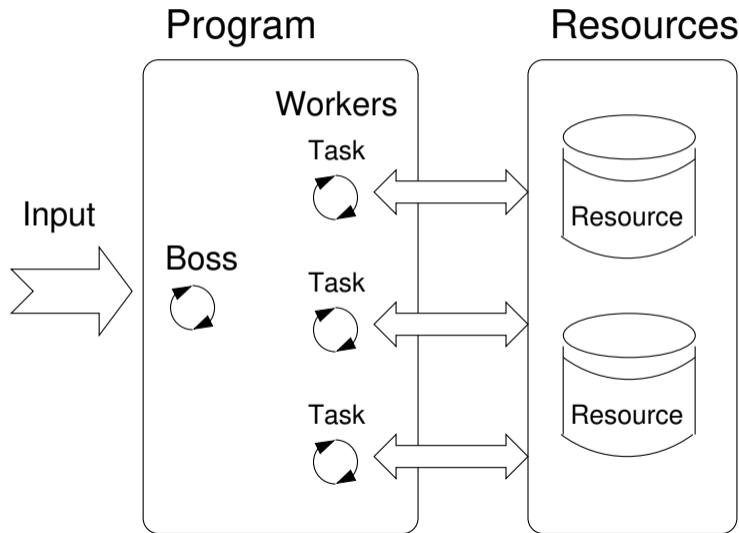 Program
Resources
Workers
Task
Input
Boss
Task
Task
Resource
Resource